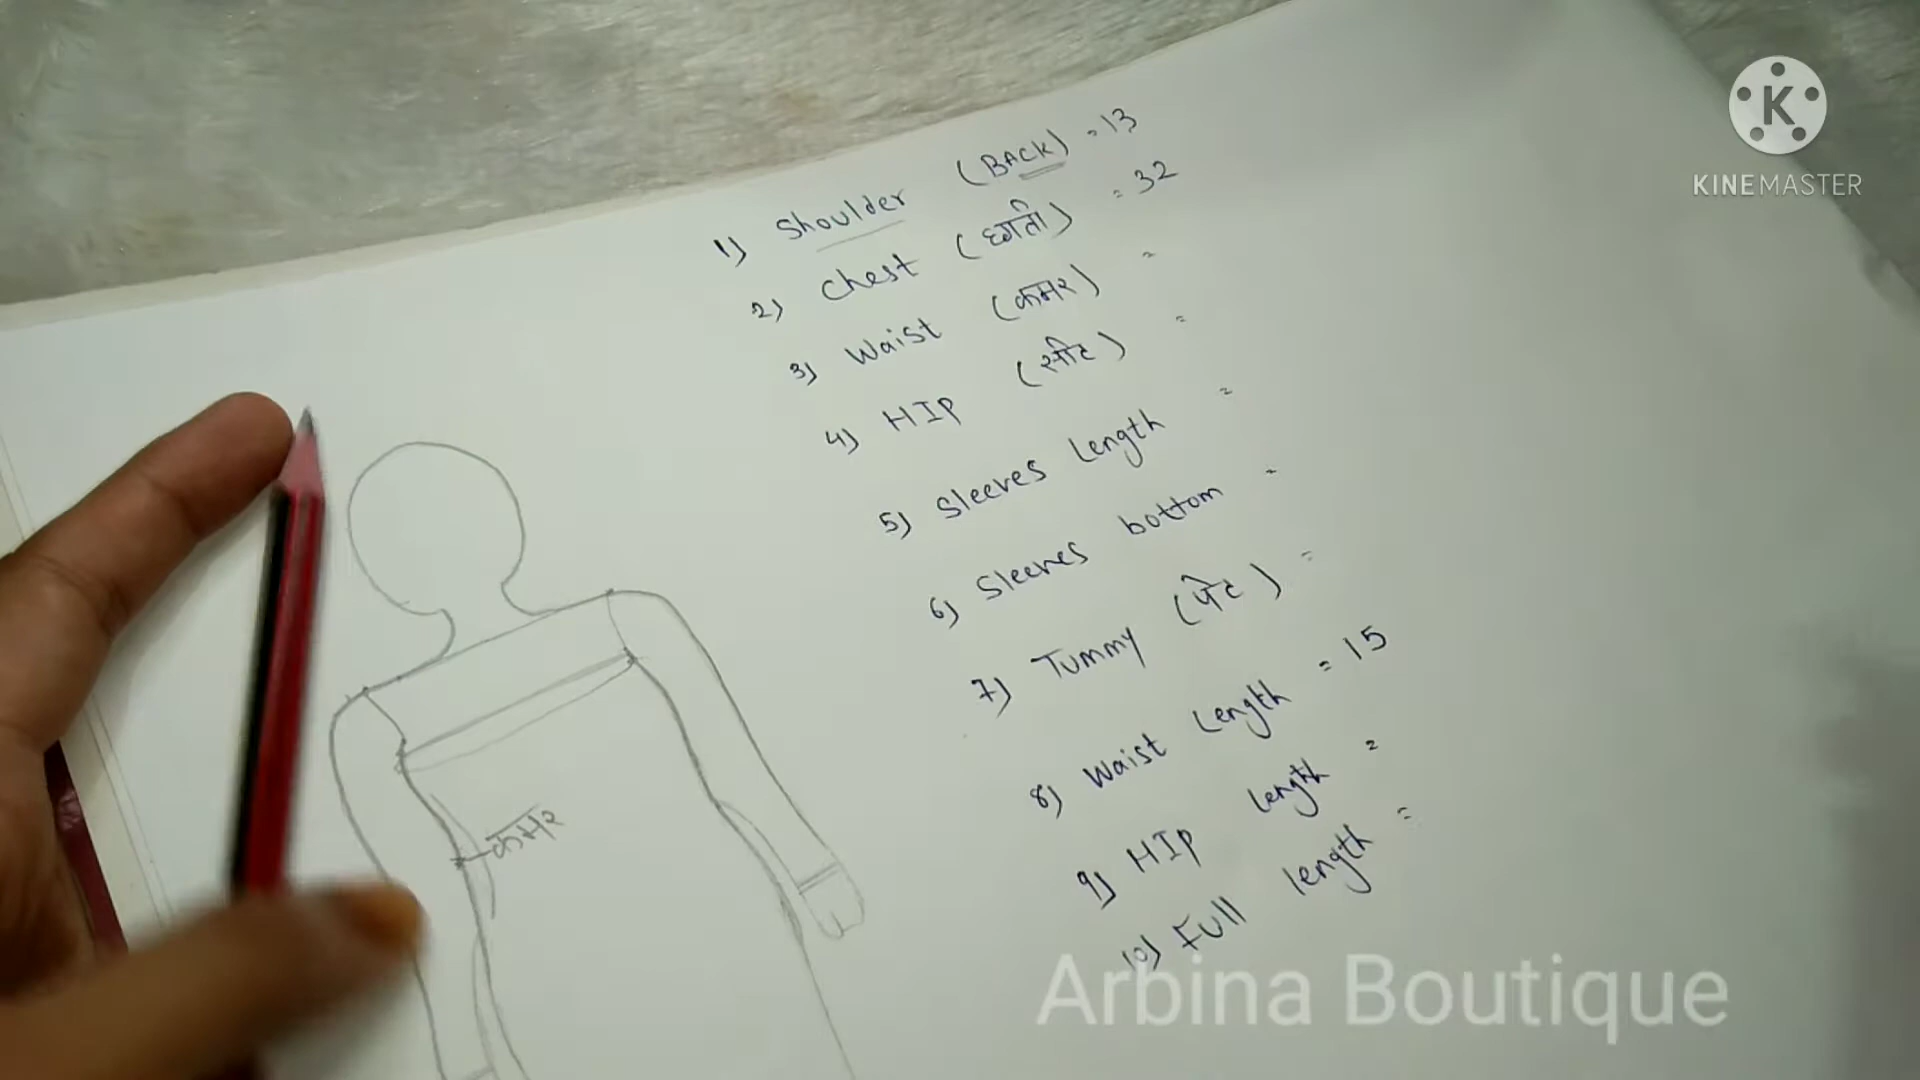 KINEMASTER
1) Shoulder (BACK) = 13
2) Chest (छाती) = 32
3) Waist (कमर) =
4) HIP (सीट) =
5) Sleeves Length =
6) Sleeves bottom =
7) Tummy (पेट) =
8) Waist Length = 15
9) HIP Length =
10) Full length =
कमर
Arbina Boutique